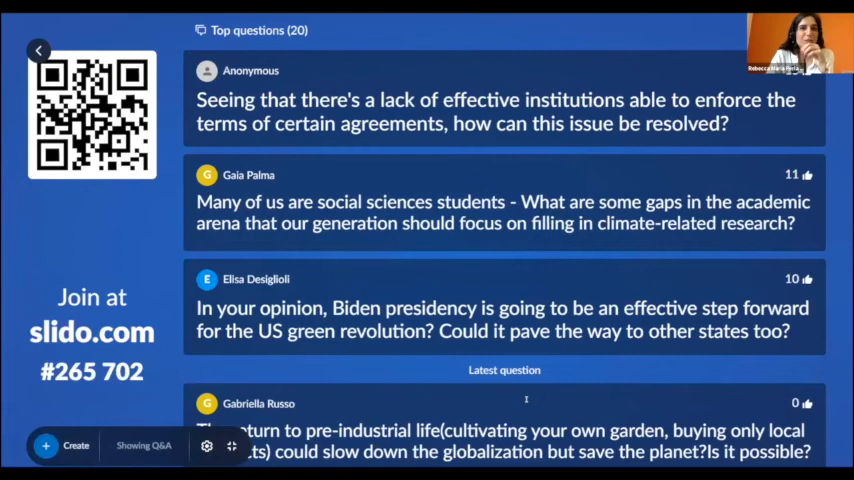 Top questions (20)
Anonymous
Seeing that there's a lack of effective institutions able to enforce the
terms of certain agreements, how can this issue be resolved?
G Gaia Palma 11
Many of us are social sciences students - What are some gaps in the academic
arena that our generation should focus on filling in climate-related research?
E Elisa Desiglioli 10
In your opinion, Biden presidency is going to be an effective step forward
for the US green revolution? Could it pave the way to other states too?
Latest question
G Gabriella Russo 0
return to pre-industrial life(cultivating your own garden, buying only local
could slow down the globalization but save the planet?Is it possible?
Join at
slido.com
#265 702
Create Showing Q&A
Rebecca Maria